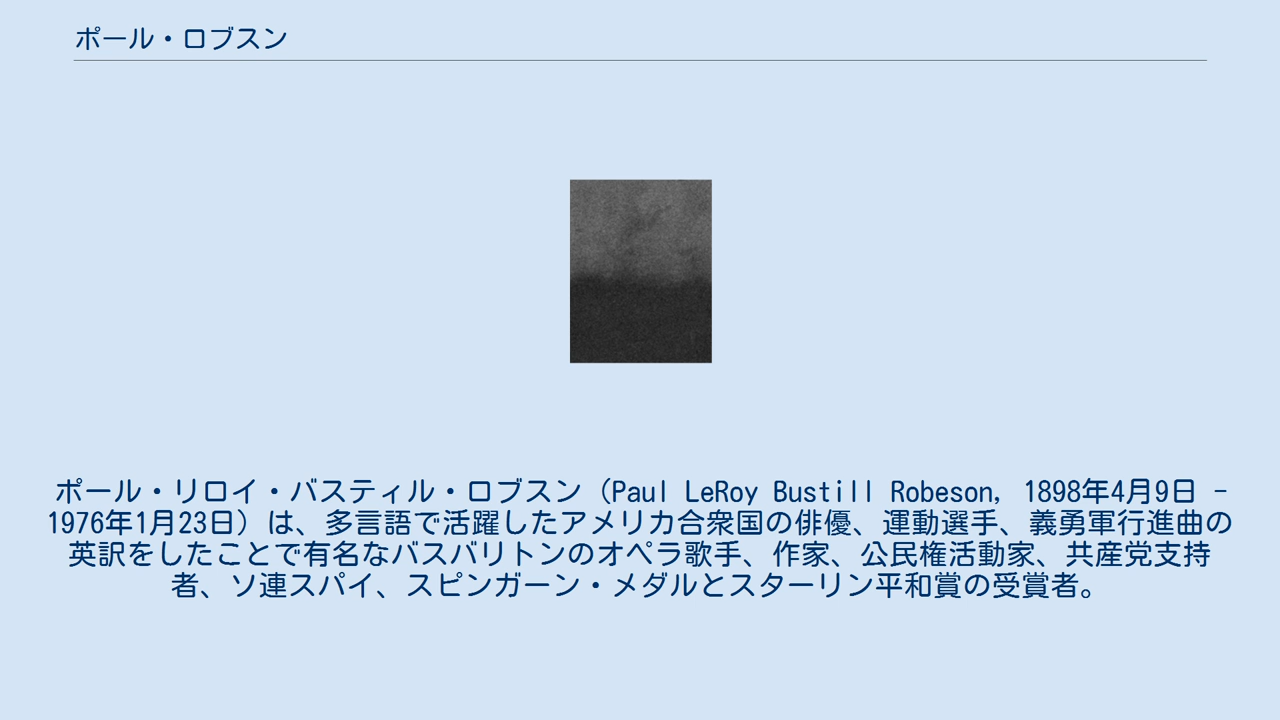 ポール・ロブスン
ポール・リロイ・バスティル・ロブスン（Paul LeRoy Bustill Robeson, 1898年4月9日 -
1976年1月23日）は、多言語で活躍したアメリカ合衆国の俳優、運動選手、義勇軍行進曲の
英訳をしたことで有名なバスバリトンのオペラ歌手、作家、公民権活動家、共産党支持
者、ソ連スパイ、スピンガーン・メダルとスターリン平和賞の受賞者。